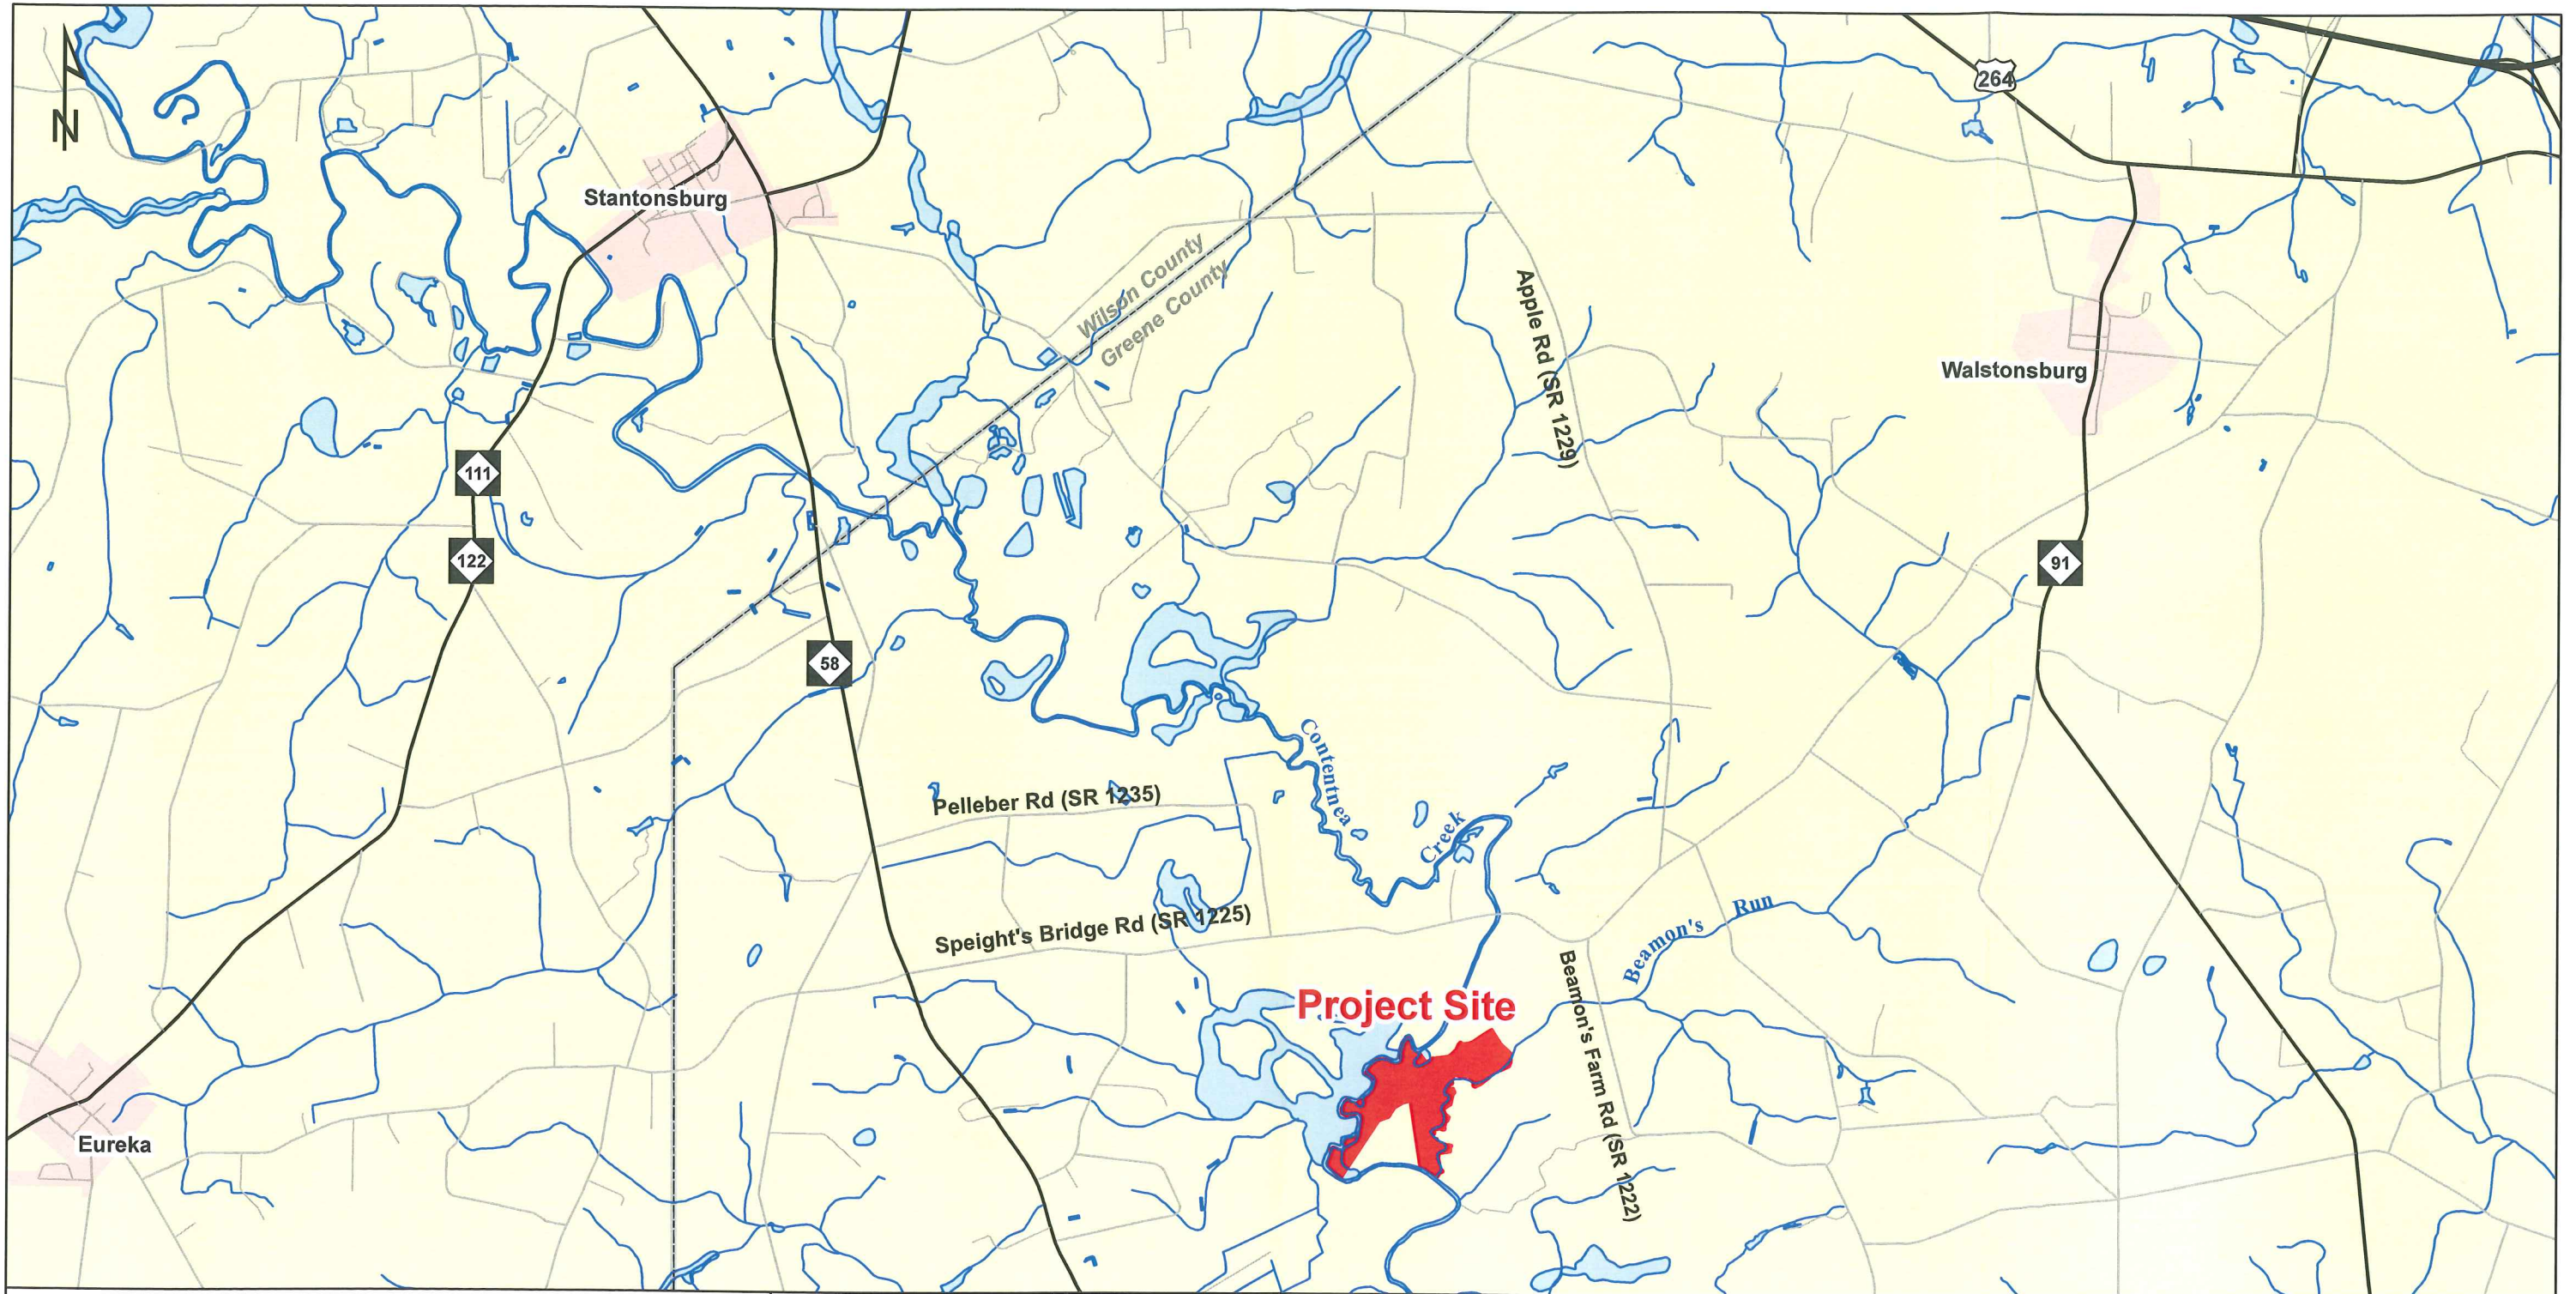 N
264
Stantonsburg
Wilson County
Greene County
Apple Rd (SR 1229)
Walstonsburg
111
122
91
58
Contentnea
Creek
Pelleber Rd (SR 1235)
Speight's Bridge Rd (SR 1225)
Beamon's Run
Project Site
Beamon's Farm Rd (SR 1222)
Eureka